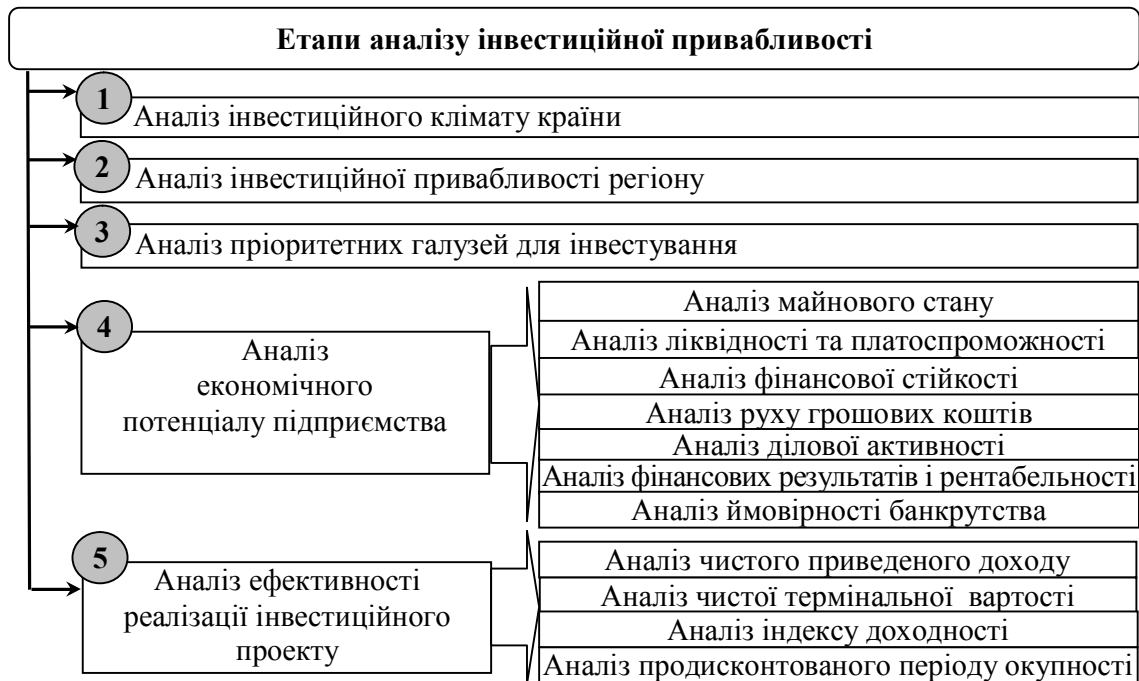 Етапи аналізу інвестиційної привабливості
1
Аналіз інвестиційного клімату країни
2
Аналіз інвестиційної привабливості регіону
3
Аналіз пріоритетних галузей для інвестування
4
Аналіз
економічного
потенціалу підприємства
Аналіз майнового стану
Аналіз ліквідності та платоспроможності
Аналіз фінансової стійкості
Аналіз руху грошових коштів
Аналіз ділової активності
Аналіз фінансових результатів і рентабельності
Аналіз ймовірності банкрутства
5
Аналіз ефективності
реалізації інвестиційного
проекту
Аналіз чистого приведеного доходу
Аналіз чистої термінальної вартості
Аналіз індексу доходності
Аналіз продисконтованого періоду окупності